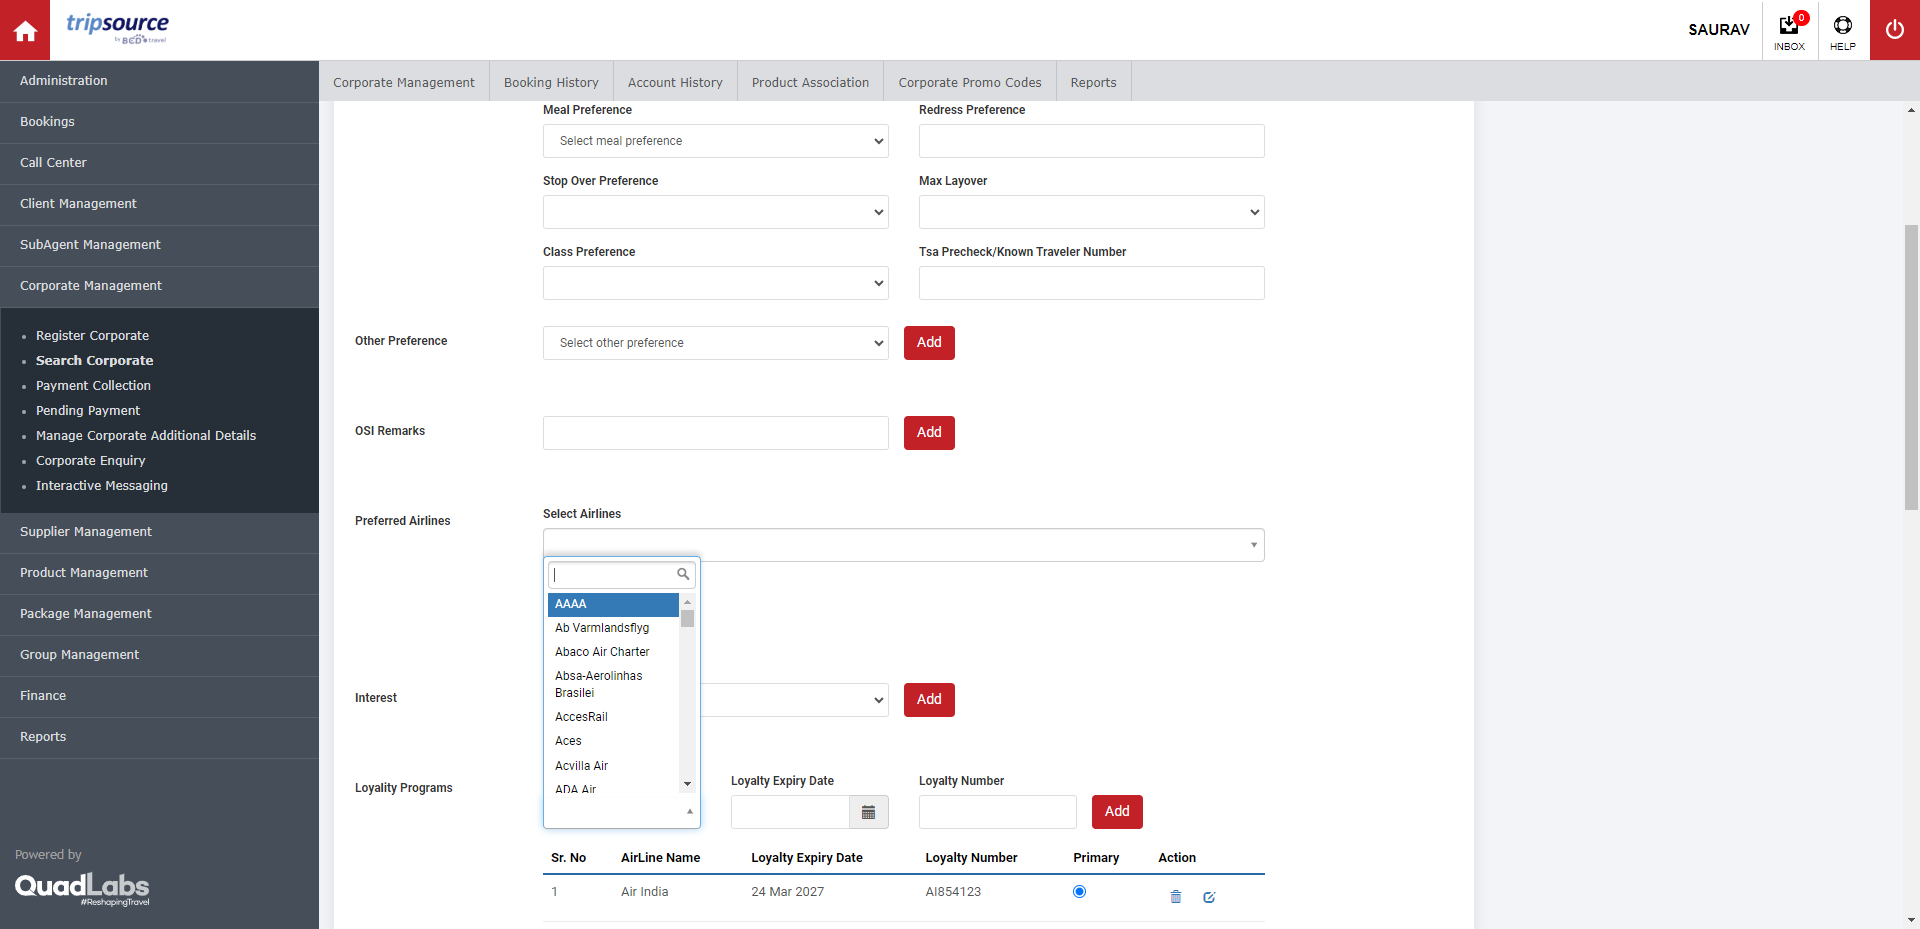 tripsource
by BCD travel
SAURAV
0
INBOX
HELP
Administration
Bookings
Call Center
Client Management
SubAgent Management
Corporate Management
Register Corporate
Search Corporate
Payment Collection
Pending Payment
Manage Corporate Additional Details
Corporate Enquiry
Interactive Messaging
Supplier Management
Product Management
Package Management
Group Management
Finance
Reports
Powered by
QuadLabs
#ReshapingTravel
Corporate Management
Booking History
Account History
Product Association
Corporate Promo Codes
Reports
Meal Preference
Redress Preference
Select meal preference
Stop Over Preference
Max Layover
Class Preference
Tsa Precheck/Known Traveler Number
Other Preference
Select other preference
Add
OSI Remarks
Add
Preferred Airlines
Select Airlines
AAAA
Ab Varmlandsflyg
Abaco Air Charter
Absa-Aerolinhas
Brasilei
AccesRail
Aces
Acvilla Air
ADA Air
Interest
Add
Loyality Programs
Loyalty Expiry Date
Loyalty Number
Add
Sr. No AirLine Name Loyalty Expiry Date Loyalty Number Primary Action
1 Air India 24 Mar 2027 AI854123